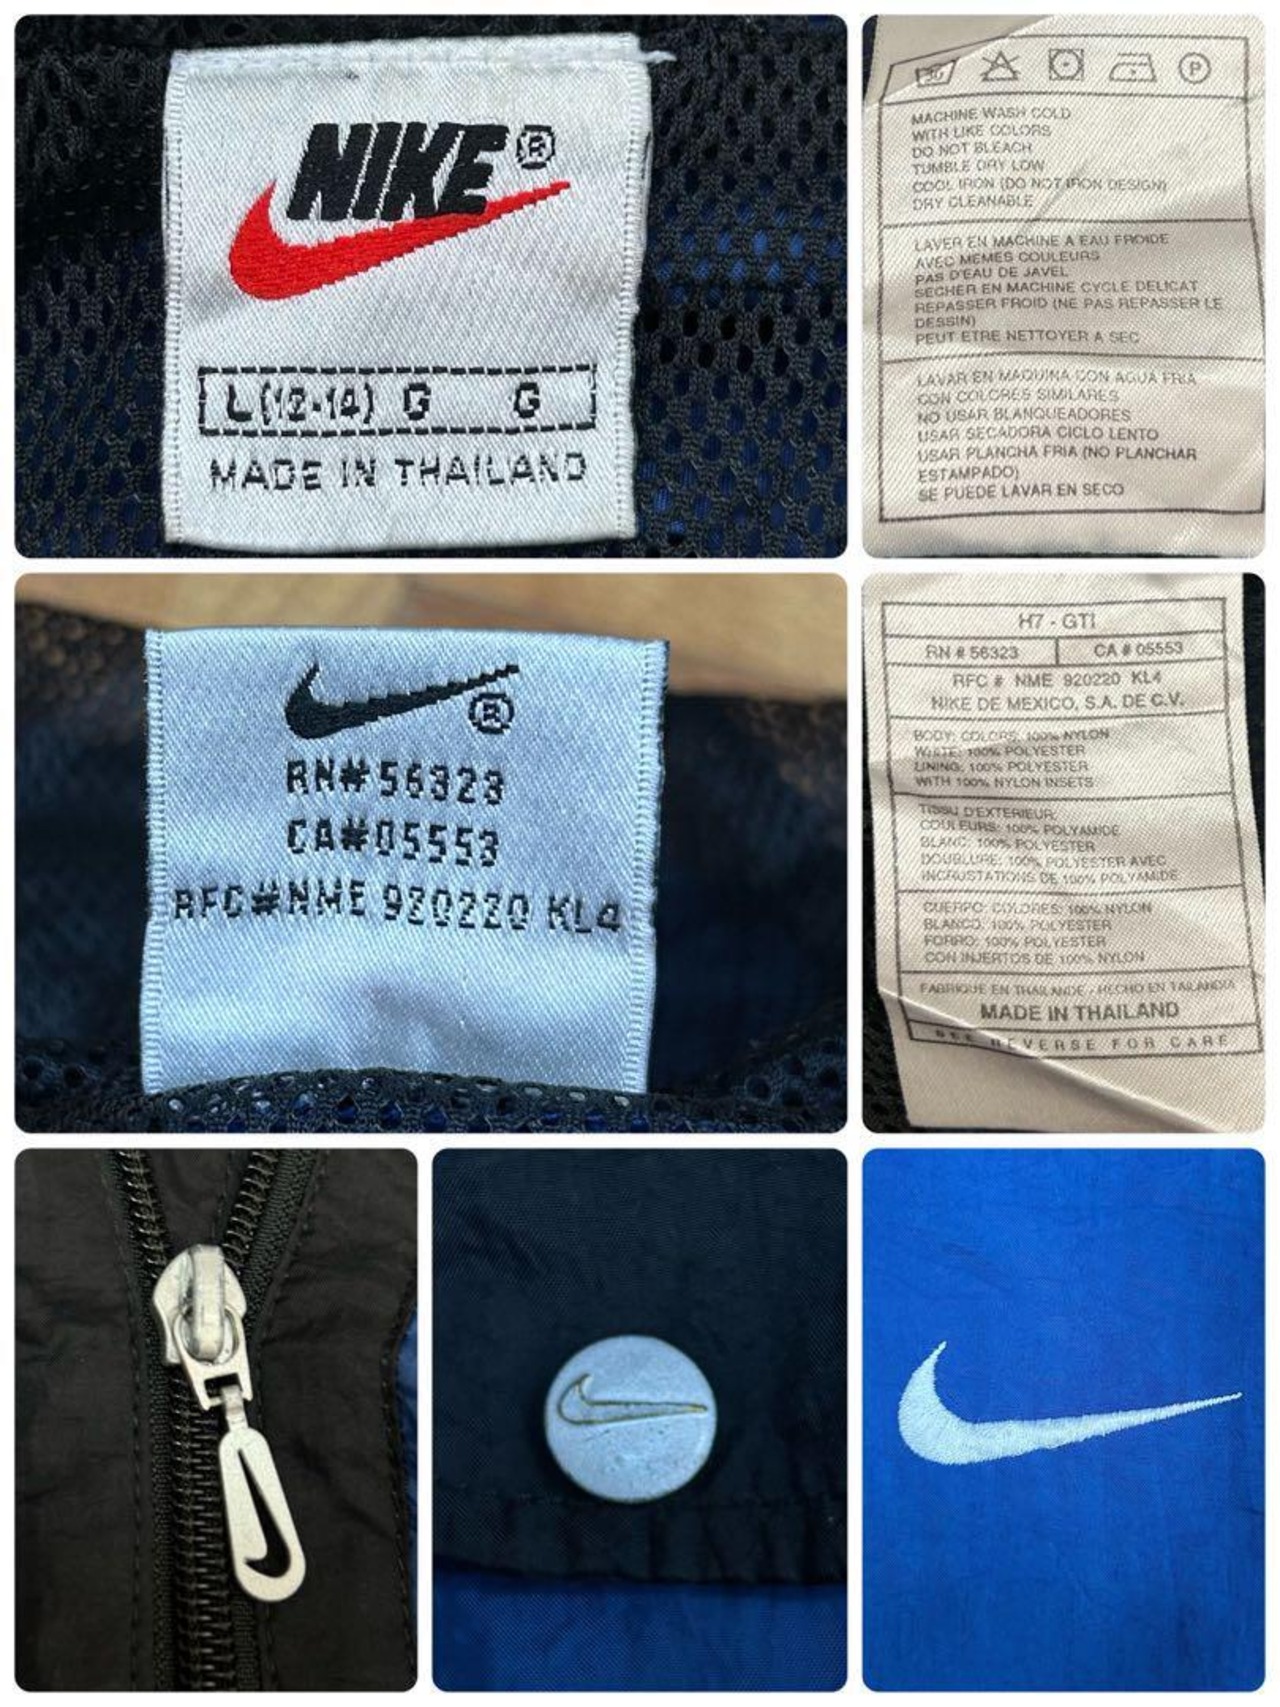 NIKE®
L(12-14) G G
MADE IN THAILAND
30
P
MACHINE WASH COLD
WITH LIKE COLORS
DO NOT BLEACH
TUMBLE DRY LOW
COOL IRON (DO NOT IRON DESIGN)
DRY CLEANABLE
LAVER EN MACHINE A EAU FROIDE
AVEC MEMES COULEURS
PAS D'EAU DE JAVEL
SECHER EN MACHINE CYCLE DELICAT
REPASSER FROID (NE PAS REPASSER LE
DESSIN)
PEUT ETRE NETTOYER A SEC
LAVAR EN MAQUINA CON AGUA FRIA
CON COLORES SIMILARES
NO USAR BLANQUEADORES
USAR SECADORA CICLO LENTO
USAR PLANCHA FRIA (NO PLANCHAR
ESTAMPADO)
SE PUEDE LAVAR EN SECO
®
RN#56323
CA#05553
RFC#NME 920220 KL4
H7 - GTI
RN # 56323 CA # 05553
RFC # NME 920220 KL4
NIKE DE MEXICO, S.A. DE C.V.
BODY: COLORS: 100% NYLON
WHITE: 100% POLYESTER
LINING: 100% POLYESTER
WITH 100% NYLON INSETS
TISSU D'EXTERIEUR:
COULEURS: 100% POLYAMIDE
BLANC: 100% POLYESTER
DOUBLURE: 100% POLYESTER AVEC
INCRUSTATIONS DE 100% POLYAMIDE
CUERPO: COLORES: 100% NYLON
BLANCO: 100% POLYESTER
FORRO: 100% POLYESTER
CON INJERTOS DE 100% NYLON
FABRIQUE EN THAILANDE - HECHO EN TAILANDIA
MADE IN THAILAND
SEE REVERSE FOR CARE